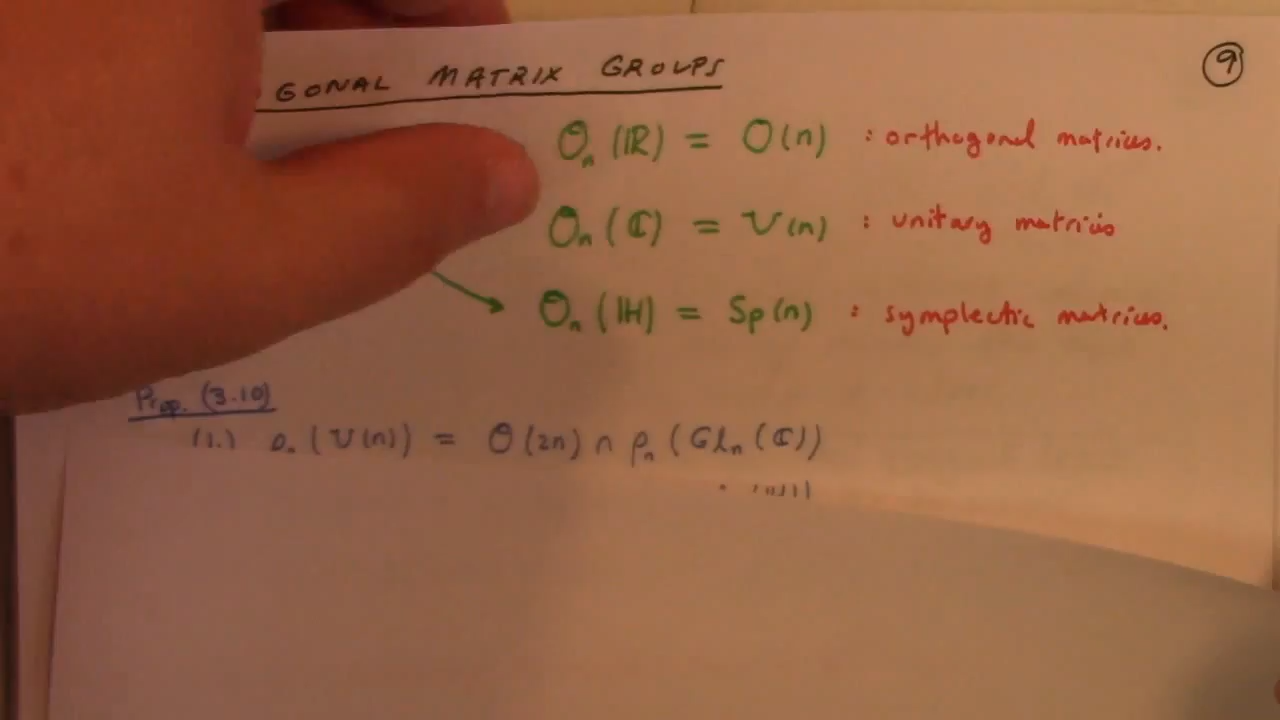 GONAL MATRIX GROUPS
9
𝒪ₙ(ℝ) = O(n) : orthogonal matrices.
𝒪ₙ(ℂ) = U(n) : unitary matrices
𝒪ₙ(ℍ) = Sp(n) : symplectic matrices.
Prop. (3.10)
(1.) ρₙ(U(n)) = O(2n) ∩ ρₙ(Glₙ(ℂ))